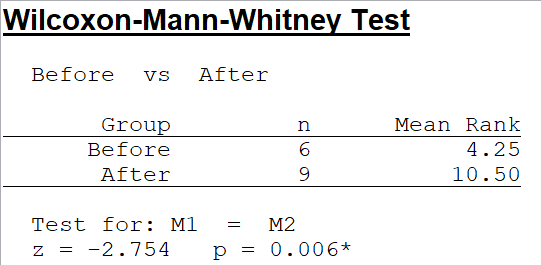 Wilcoxon-Mann-Whitney Test
Before vs After
Group n Mean Rank
Before 6 4.25
After 9 10.50
Test for: M1 = M2
z = -2.754 p = 0.006*